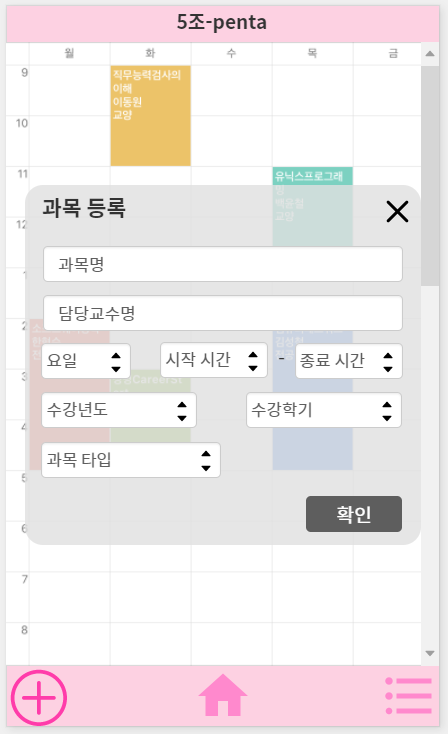 5조-penta
월 화 수 목 금
9
직무능력검사의
이해
이동원
교양
10
11
유닉스프로그래
교양
12
과목 등록
과목명
담당교수명
요일 시작 시간 - 종료 시간
수강년도 수강학기
과목 타입
확인
1
2
3
4
5
6
7
8